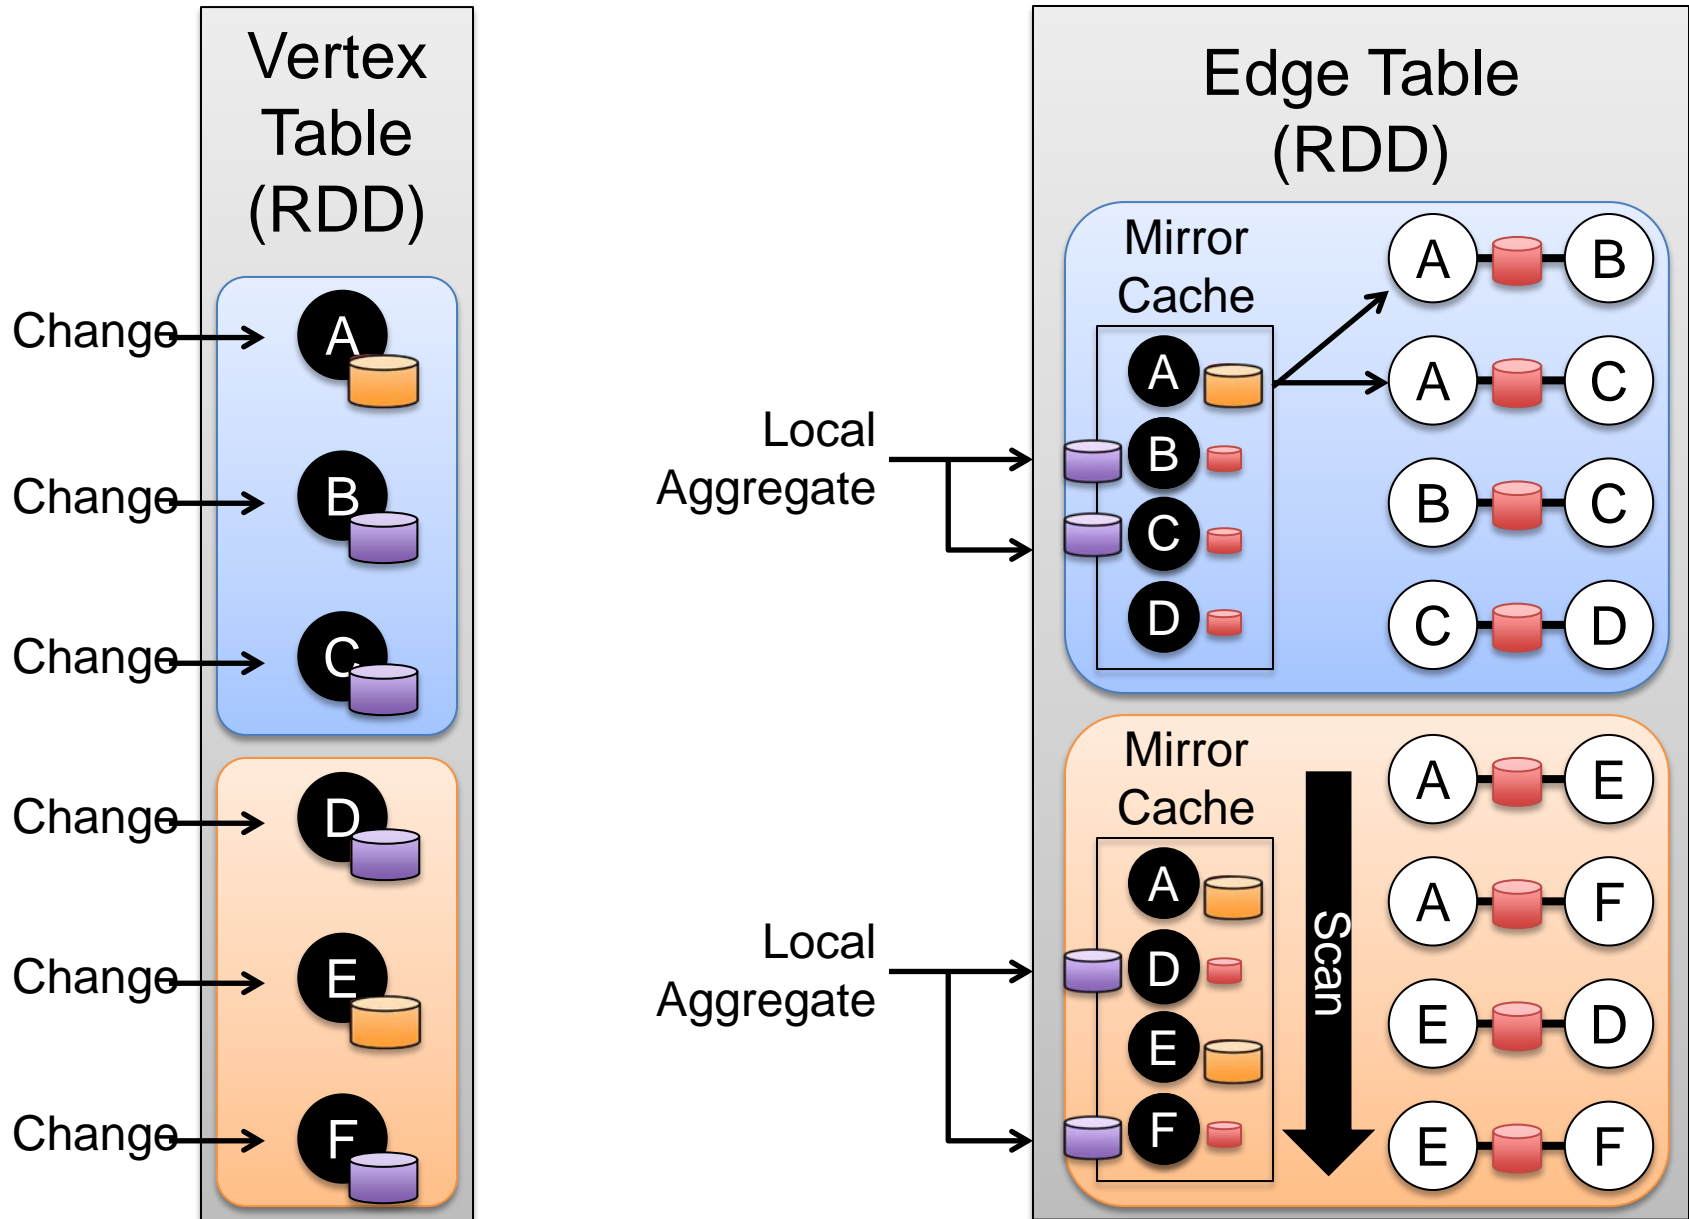 Vertex
Table
(RDD)
Change
A
Change
B
Change
C
Change
D
Change
E
Change
F
Local
Aggregate
Local
Aggregate
Edge Table
(RDD)
Mirror
Cache
A
B
C
D
A B
A C
B C
C D
Mirror
Cache
A
D
E
F
Scan
A E
A F
E D
E F